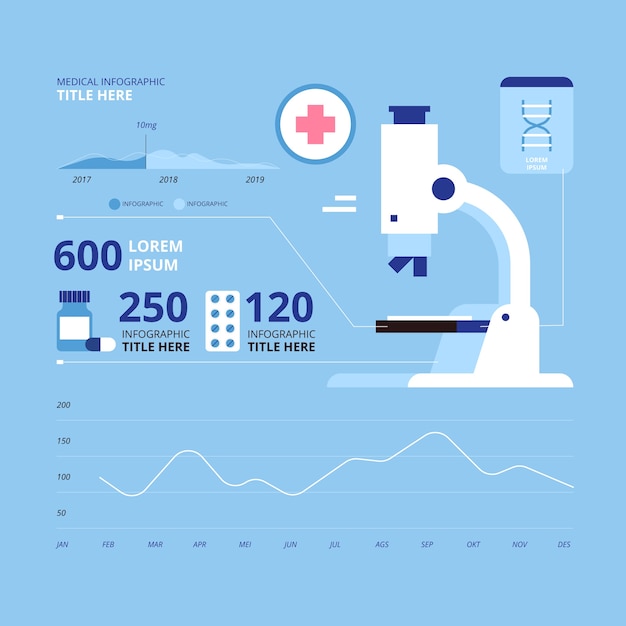 MEDICAL INFOGRAPHIC
TITLE HERE
10mg
2017 2018 2019
INFOGRAPHIC INFOGRAPHIC
LOREM
IPSUM
600 LOREM
IPSUM
250 INFOGRAPHIC
TITLE HERE
120 INFOGRAPHIC
TITLE HERE
200
150
100
50
JAN FEB MAR APR MEI JUN JUL AGS SEP OKT NOV DES